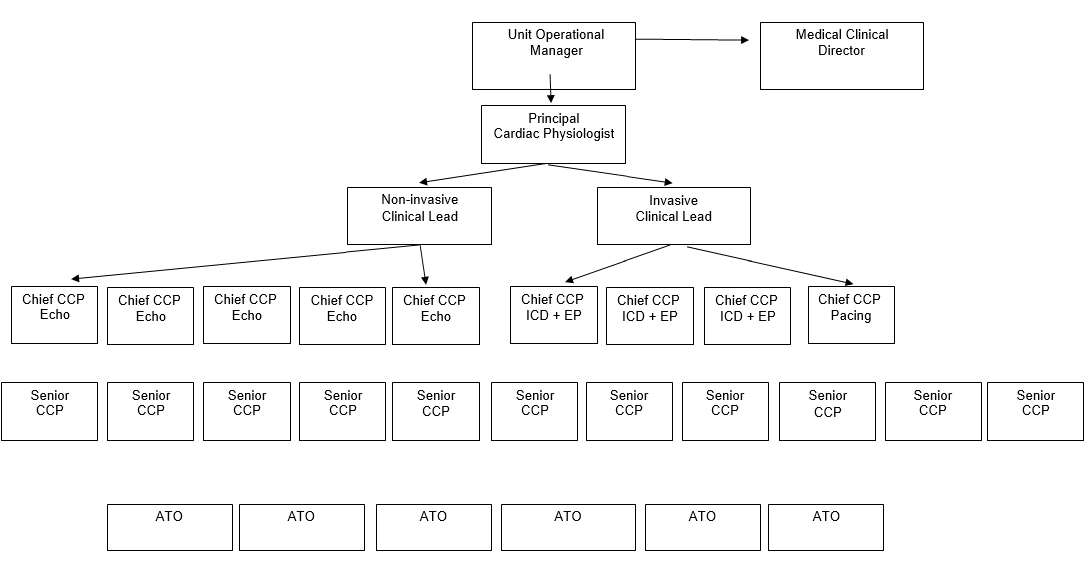 Unit Operational
Manager
Medical Clinical
Director
Principal
Cardiac Physiologist
Non-invasive
Clinical Lead
Invasive
Clinical Lead
Chief CCP
Echo
Chief CCP
Echo
Chief CCP
Echo
Chief CCP
Echo
Chief CCP
Echo
Chief CCP
ICD + EP
Chief CCP
ICD + EP
Chief CCP
ICD + EP
Chief CCP
Pacing
Senior
CCP
Senior
CCP
Senior
CCP
Senior
CCP
Senior
CCP
Senior
CCP
Senior
CCP
Senior
CCP
Senior
CCP
Senior
CCP
Senior
CCP
ATO
ATO
ATO
ATO
ATO
ATO